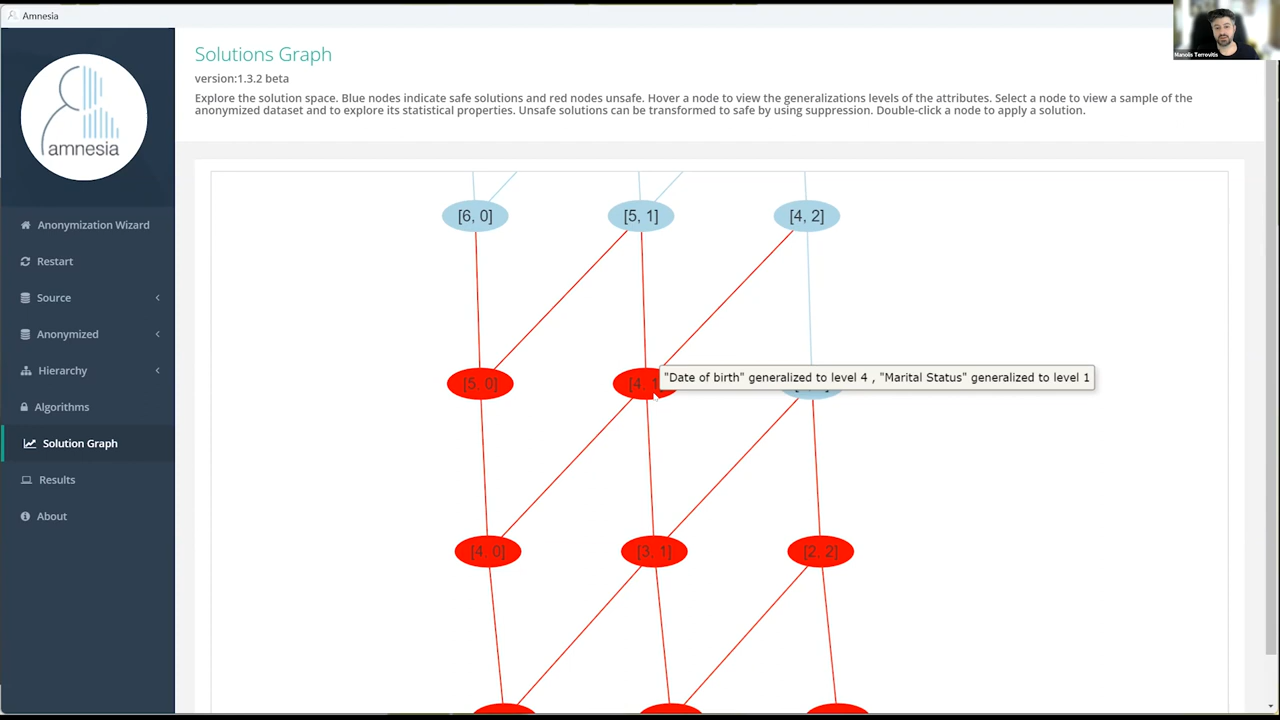 Amnesia
Manolis Terrovitis
amnesia
Anonymization Wizard
Restart
Source
Anonymized
Hierarchy
Algorithms
Solution Graph
Results
About
Solutions Graph
version:1.3.2 beta
Explore the solution space. Blue nodes indicate safe solutions and red nodes unsafe. Hover a node to view the generalizations levels of the attributes. Select a node to view a sample of the
anonymized dataset and to explore its statistical properties. Unsafe solutions can be transformed to safe by using suppression. Double-click a node to apply a solution.
[6, 0] [5, 1] [4, 2]
[5, 0] [4, 1 "Date of birth" generalized to level 4 , "Marital Status" generalized to level 1
[4, 0] [3, 1] [2, 2]